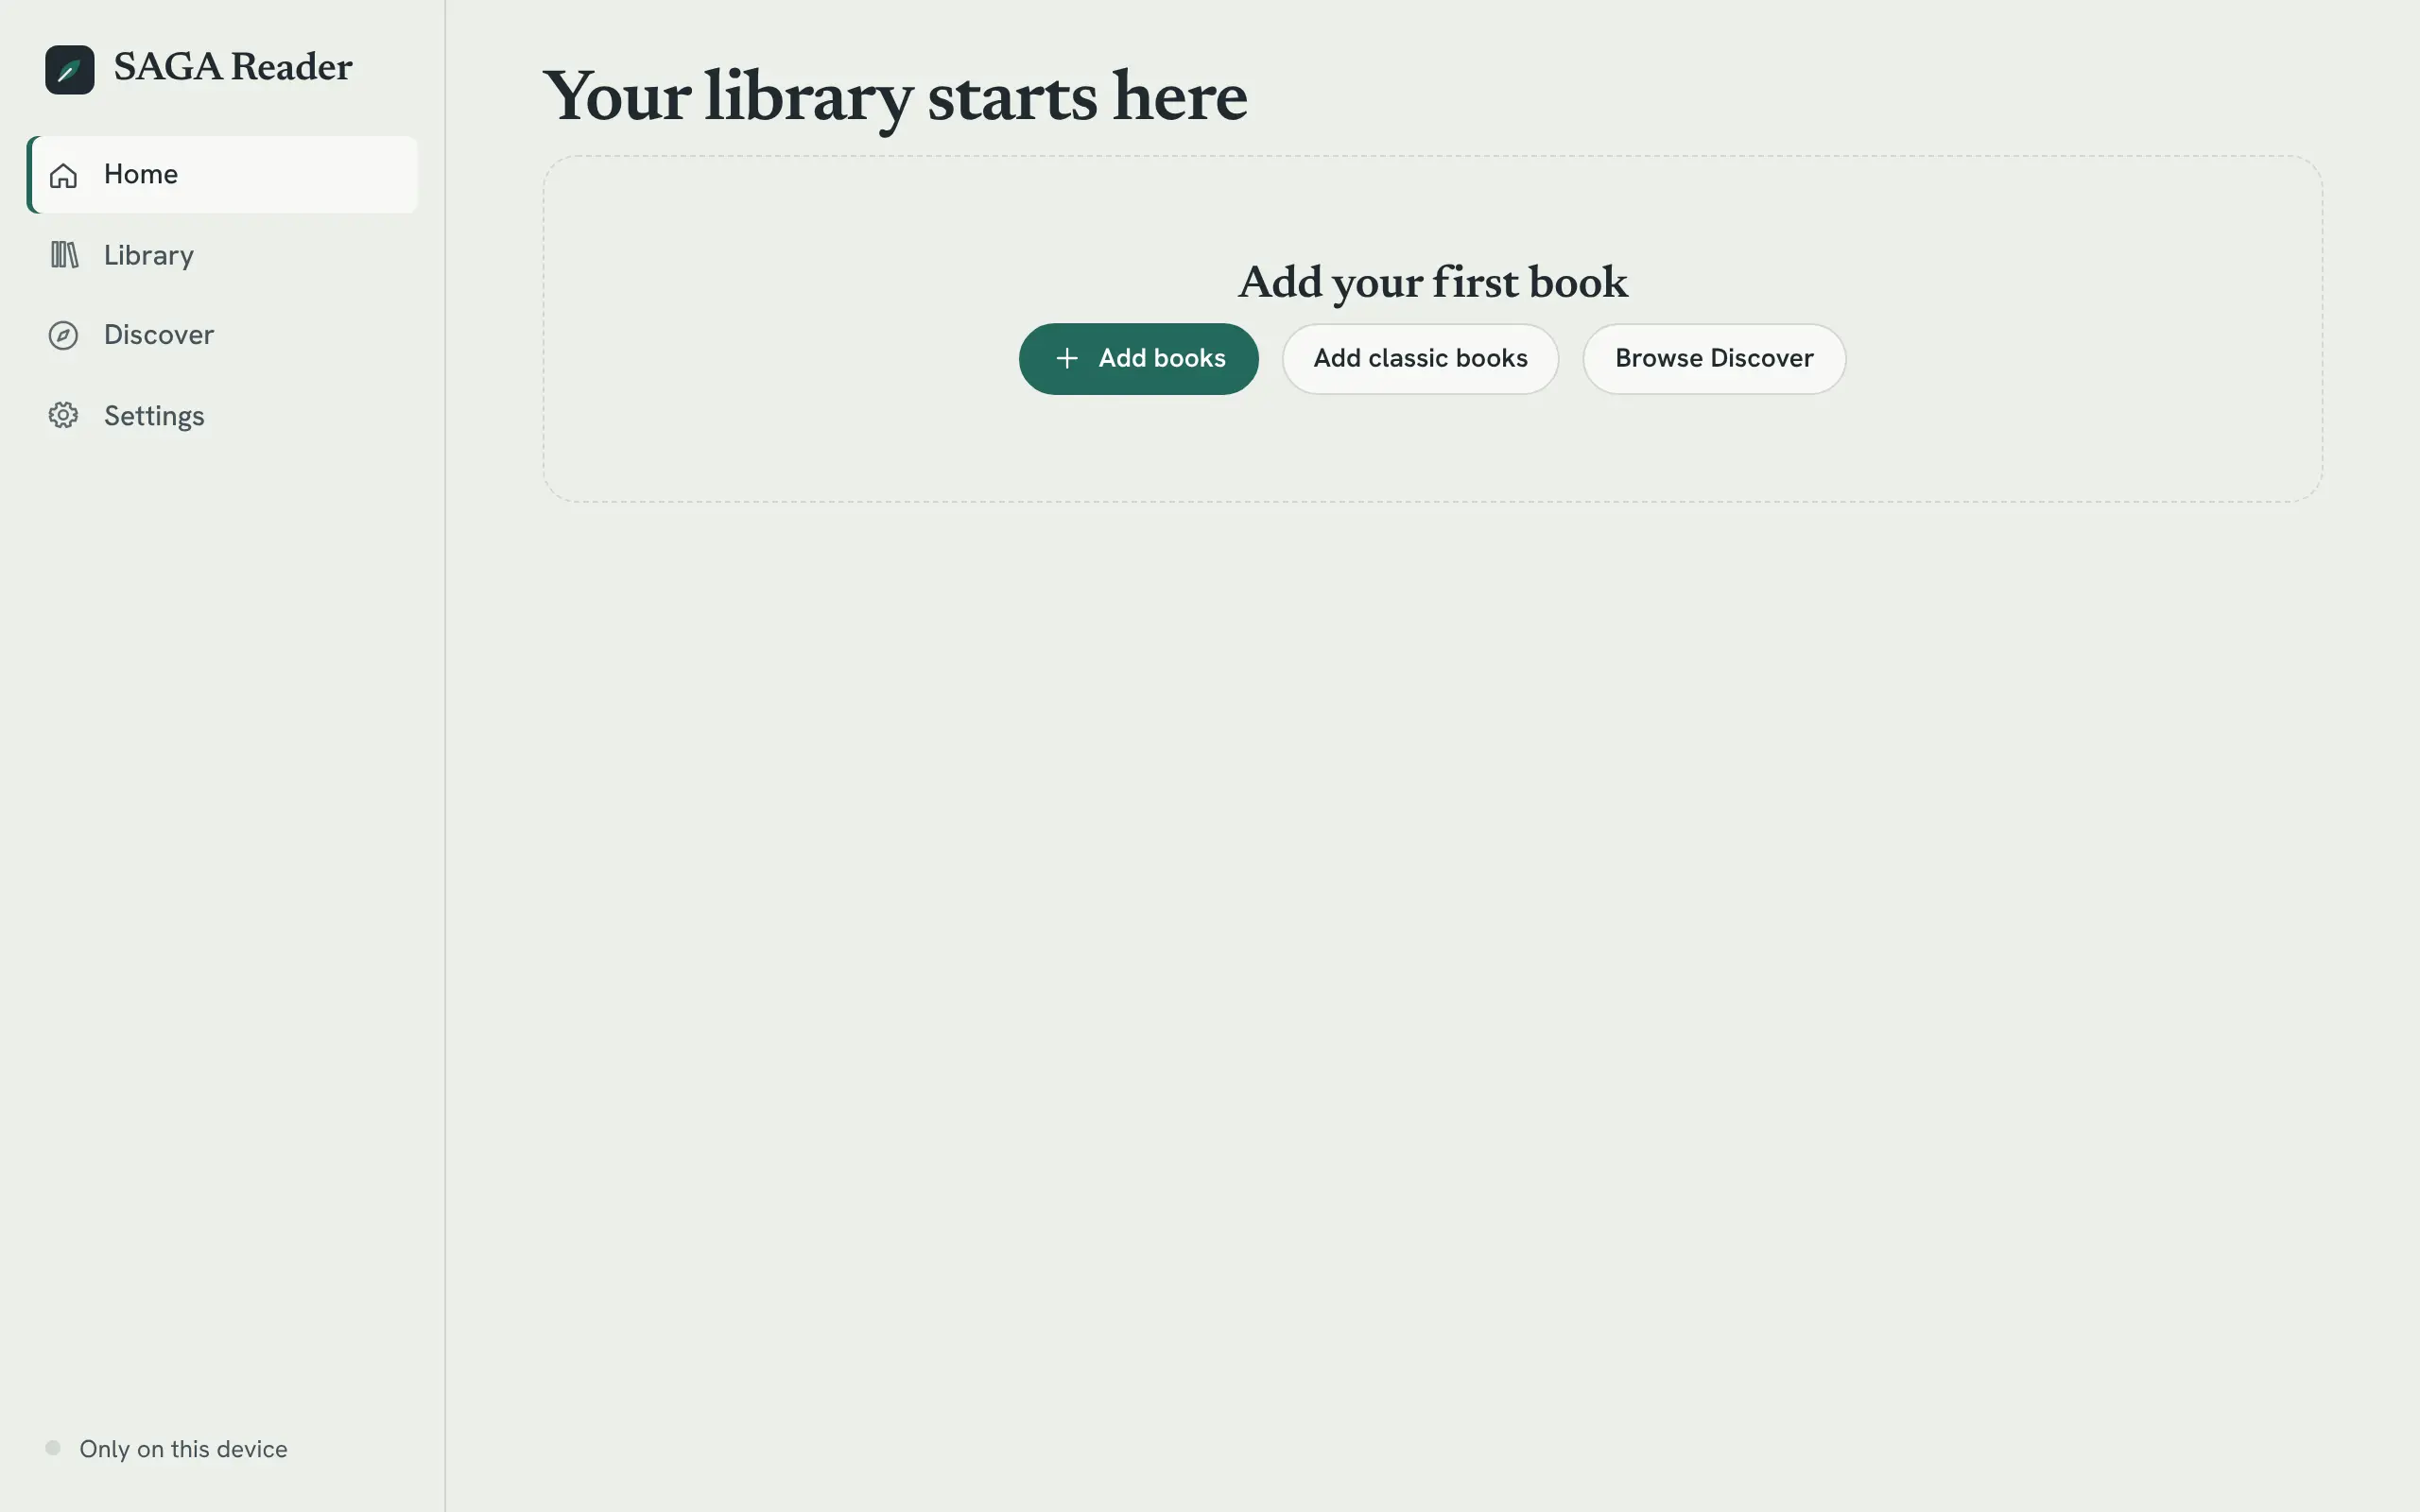 SAGA Reader
Home
Library
Discover
Settings
Only on this device
Your library starts here
Add your first book
Add books
Add classic books
Browse Discover